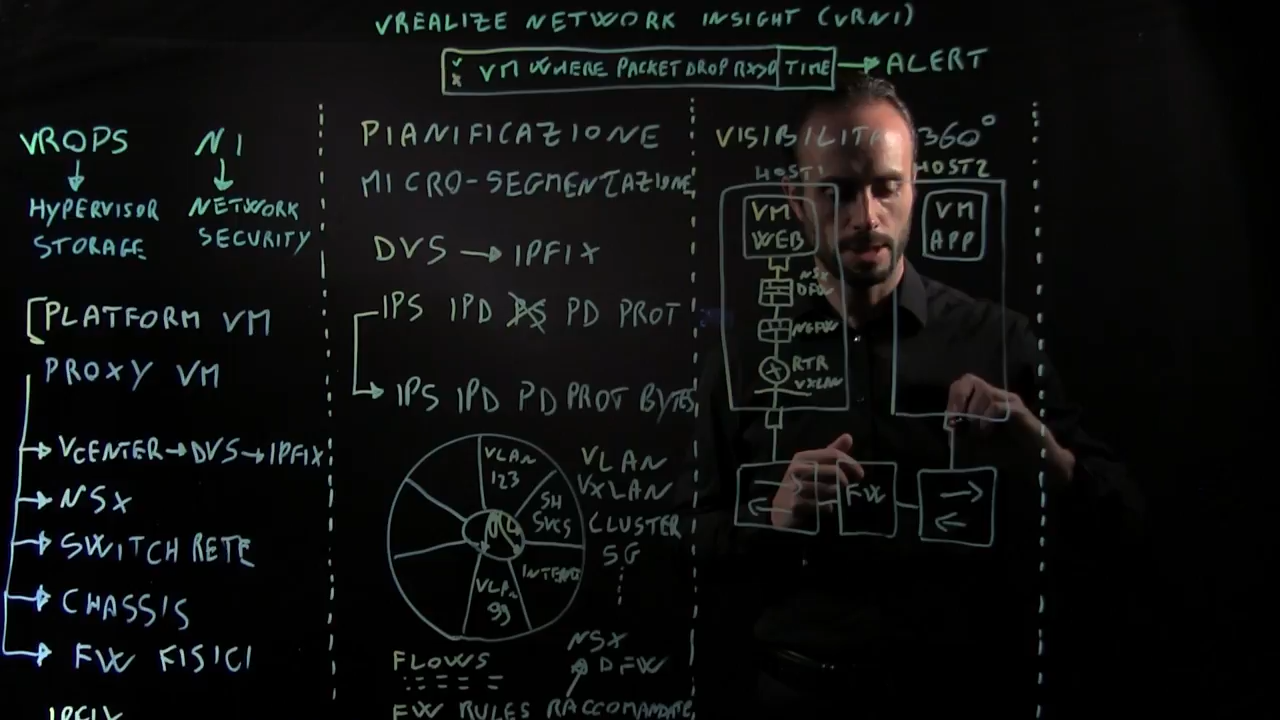 VREALIZE NETWORK INSIGHT (VRNI)
VM WHERE PACKET DROP RX>0 TIME → ALERT
VROPS NI
HYPERVISOR
STORAGE
NETWORK
SECURITY
PLATFORM VM
PROXY VM
VCENTER→DVS→IPFIX
NSX
SWITCH RETE
CHASSIS
FW FISICI
PIANIFICAZIONE
MICRO-SEGMENTAZIONE
DVS → IPFIX
IPS IPD PS PD PROT
IPS IPD PD PROT BYTES
VLAN
123
SH
SVCS
VLAN
99
VLAN
VXLAN
CLUSTER
SG
FLOWS
NSX
DFW
FW RULES RACCOMANDATE
VISIBILITA 360°
HOST1
VM
WEB
NSX
DFW
NGFW
RTR
VXLAN
HOST2
VM
APP
FW